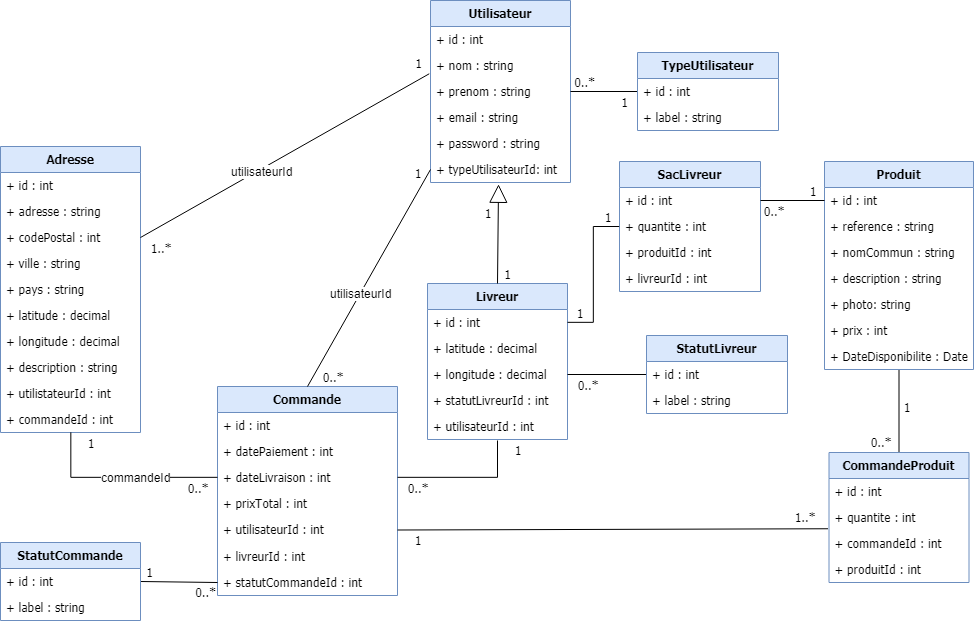 Utilisateur
+ id : int
+ nom : string
+ prenom : string
+ email : string
+ password : string
+ typeUtilisateurId: int
TypeUtilisateur
+ id : int
+ label : string
0..*
1
1
utilisateurId
1..*
Adresse
+ id : int
+ adresse : string
+ codePostal : int
+ ville : string
+ pays : string
+ latitude : decimal
+ longitude : decimal
+ description : string
+ utilistateurId : int
+ commandeId : int
1
utilisateurId
0..*
1
1
SacLivreur
+ id : int
+ quantite : int
+ produitId : int
+ livreurId : int
1
0..*
1
1
Produit
+ id : int
+ reference : string
+ nomCommun : string
+ description : string
+ photo: string
+ prix : int
+ DateDisponibilite : Date
Livreur
+ id : int
+ latitude : decimal
+ longitude : decimal
+ statutLivreurId : int
+ utilisateurId : int
StatutLivreur
+ id : int
+ label : string
0..*
1
0..*
1
commandeId
0..*
Commande
+ id : int
+ datePaiement : int
+ dateLivraison : int
+ prixTotal : int
+ utilisateurId : int
+ livreurId : int
+ statutCommandeId : int
1
0..*
CommandeProduit
+ id : int
+ quantite : int
+ commandeId : int
+ produitId : int
1..*
1
StatutCommande
+ id : int
+ label : string
1
0..*